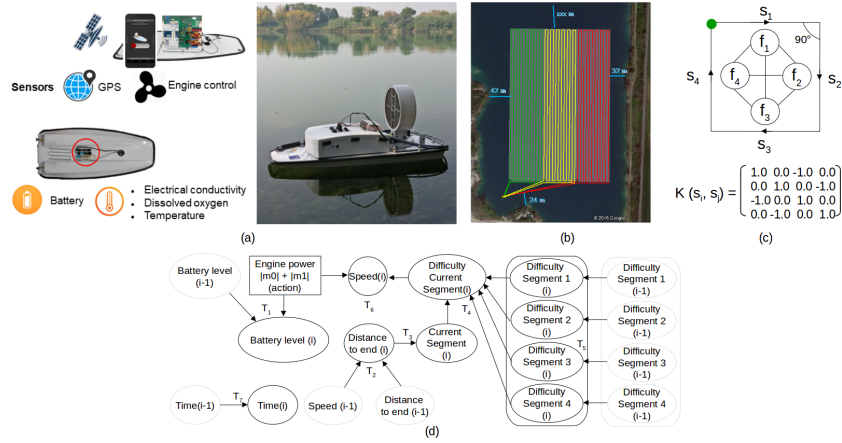 Sensors
GPS
Engine control
Battery
• Electrical conductivity
• Dissolved oxygen
• Temperature
(a)
xxx m
42 m
32 m
24 m
© 2016 Google
(b)
s1
90°
f1
f4
f2
s4
s2
f3
s3
K (si, sj) =
1.0 0.0 -1.0 0.0
0.0 1.0 0.0 -1.0
-1.0 0.0 1.0 0.0
0.0 -1.0 0.0 1.0
(c)
Battery level
(i-1)
Engine power
|m0| + |m1|
(action)
Speed(i)
T6
Difficulty
Current
Segment(i)
T4
Difficulty
Segment 1
(i)
Difficulty
Segment 1
(i-1)
T1
Battery level (i)
Distance
to end (i)
T3
Current
Segment
(i)
T2
Difficulty
Segment 2
(i)
Difficulty
Segment 2
(i-1)
T5
Difficulty
Segment 3
(i)
Difficulty
Segment 3
(i-1)
Time(i-1)
T7
Time(i)
Speed (i-1)
Distance
to end (i-1)
Difficulty
Segment 4
(i)
Difficulty
Segment 4
(i-1)
(d)